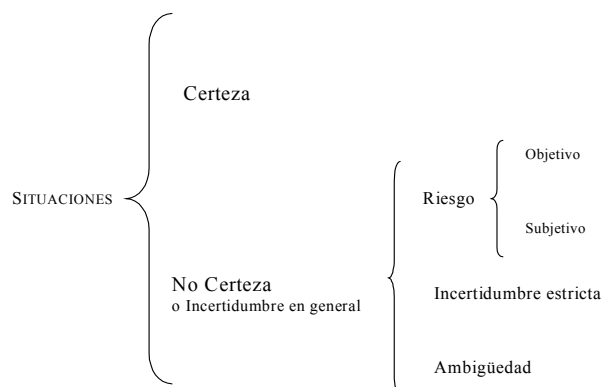 Certeza
SITUACIONES
No Certeza
o Incertidumbre en general
Riesgo
Objetivo
Subjetivo
Incertidumbre estricta
Ambigüedad